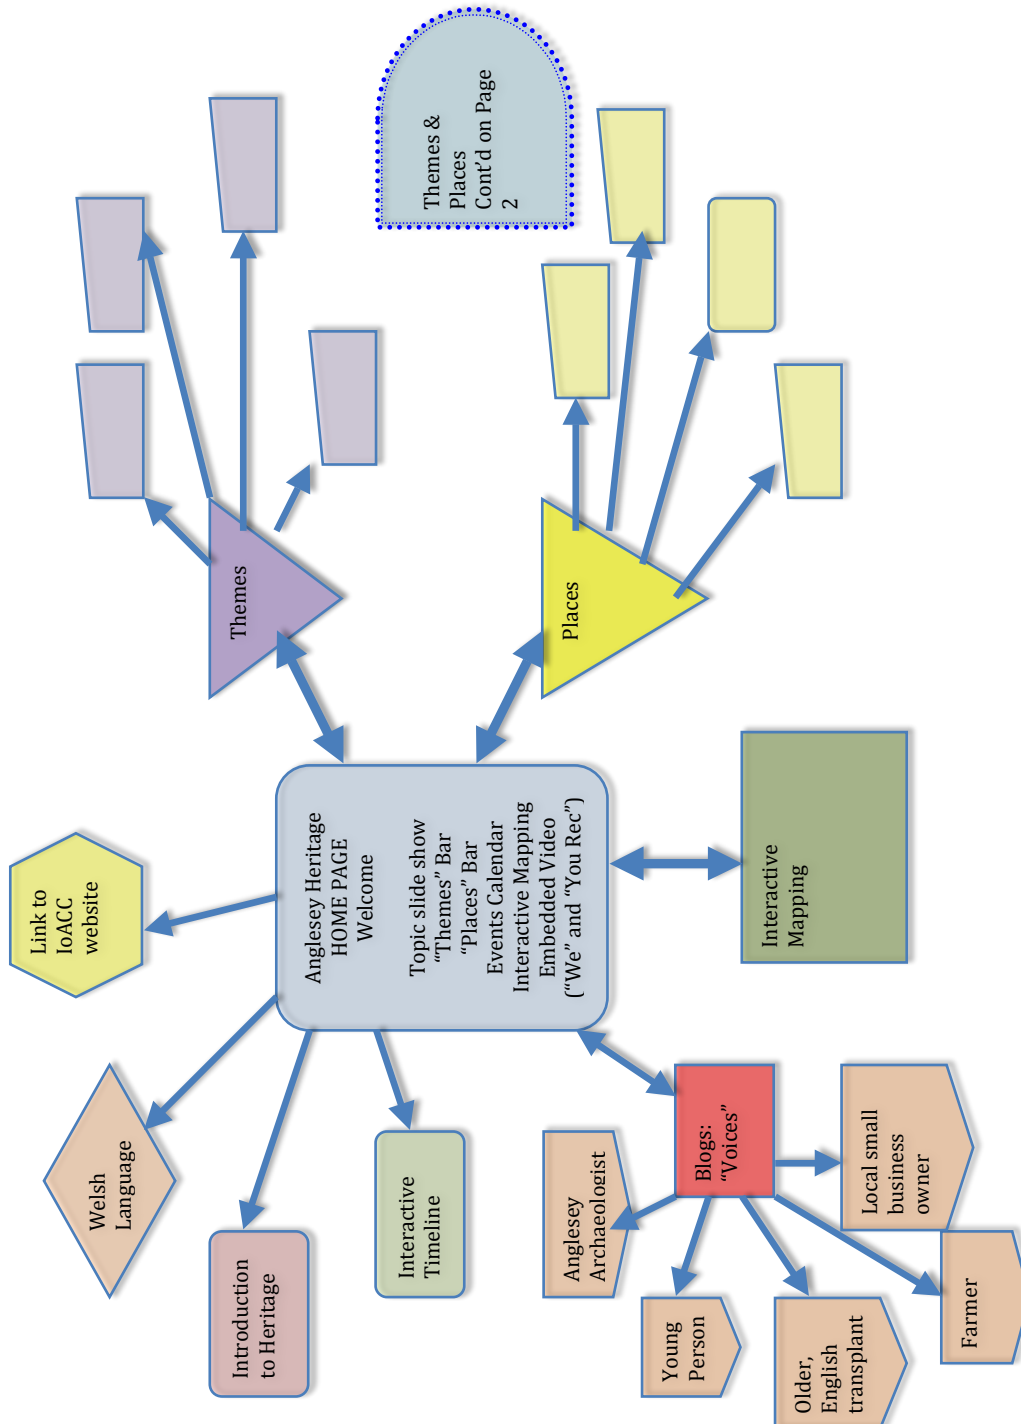 Link to
IoACC
website
Welsh
Language
Introduction
to Heritage
Interactive
Timeline
Anglesey Heritage
HOME PAGE
Welcome
Topic slide show
“Themes” Bar
“Places” Bar
Events Calendar
Interactive Mapping
Embedded Video
(“We” and “You Rec”)
Themes
Places
Themes &
Places
Cont’d on Page
2
Interactive
Mapping
Blogs:
“Voices”
Anglesey
Archaeologist
Young
Person
Older,
English
transplant
Farmer
Local small
business
owner